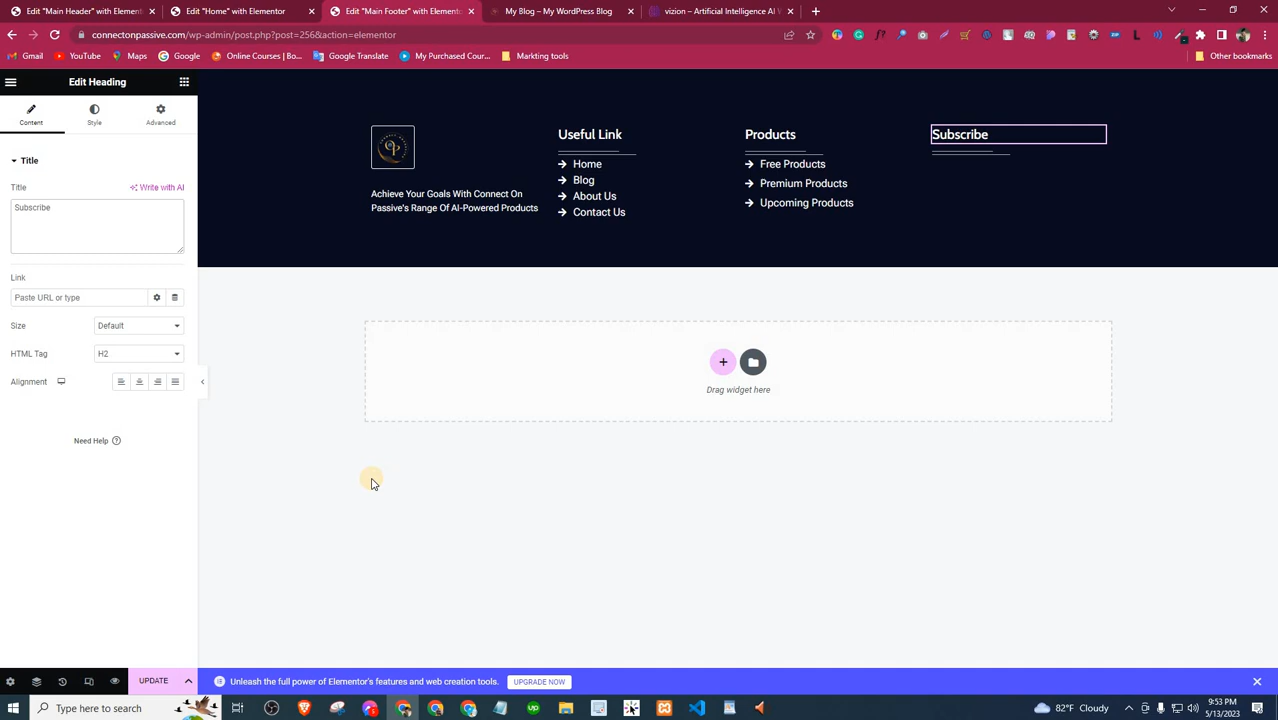 Edit "Main Header" with Elementor
Edit "Home" with Elementor
Edit "Main Footer" with Elementor
My Blog – My WordPress Blog
vizion – Artificial Intelligence AI W
connectonpassive.com/wp-admin/post.php?post=256&action=elementor
Gmail
YouTube
Maps
Google
Online Courses | Bo...
Google Translate
My Purchased Cour...
Markting tools
Other bookmarks
Edit Heading
Content
Style
Advanced
Title
Title
Write with AI
Subscribe
Link
Paste URL or type
Size
Default
HTML Tag
H2
Alignment
Need Help
UPDATE
Achieve Your Goals With Connect On
Passive's Range Of AI-Powered Products
Useful Link
Home
Blog
About Us
Contact Us
Products
Free Products
Premium Products
Upcoming Products
Subscribe
Drag widget here
Unleash the full power of Elementor's features and web creation tools.
UPGRADE NOW
Type here to search
82°F Cloudy
9:53 PM
5/13/2023